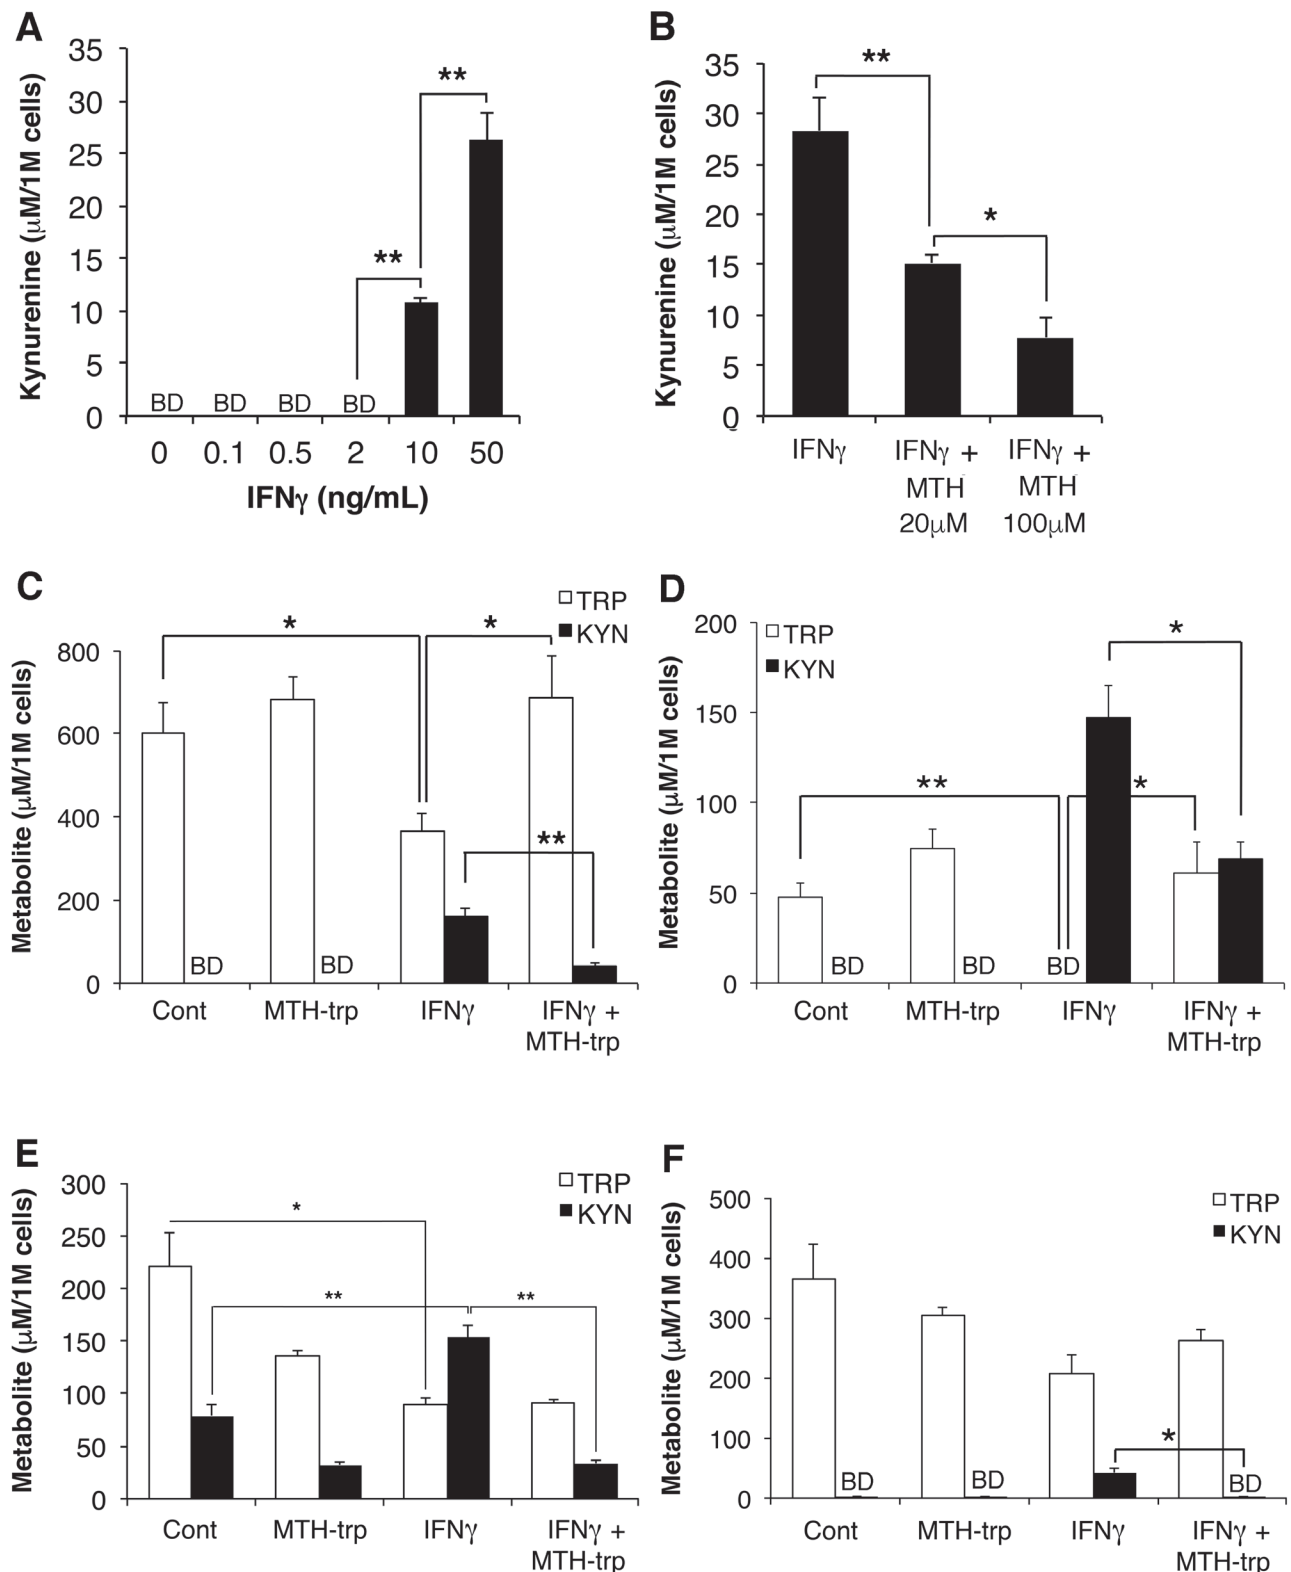 A
Kynurenine (μM/1M cells)
35
30
25
20
15
10
5
0
**
**
BD BD BD BD
0 0.1 0.5 2 10 50
IFNγ (ng/mL)
B
Kynurenine (μM/1M cells)
35
30
25
20
15
10
5
0
**
*
IFNγ
IFNγ +
MTH
20μM
IFNγ +
MTH
100μM
C
Metabolite (μM/1M cells)
TRP
KYN
800
600
400
200
0
*
*
**
BD BD
Cont MTH-trp IFNγ
IFNγ +
MTH-trp
D
Metabolite (μM/1M cells)
TRP
KYN
200
150
100
50
0
*
**
*
BD BD BD
Cont MTH-trp IFNγ
IFNγ +
MTH-trp
E
Metabolite (μM/1M cells)
TRP
KYN
300
250
200
150
100
50
0
*
**
**
Cont MTH-trp IFNγ
IFNγ +
MTH-trp
F
Metabolite (μM/1M cells)
TRP
KYN
500
400
300
200
100
0
*
BD BD BD
Cont MTH-trp IFNγ
IFNγ +
MTH-trp